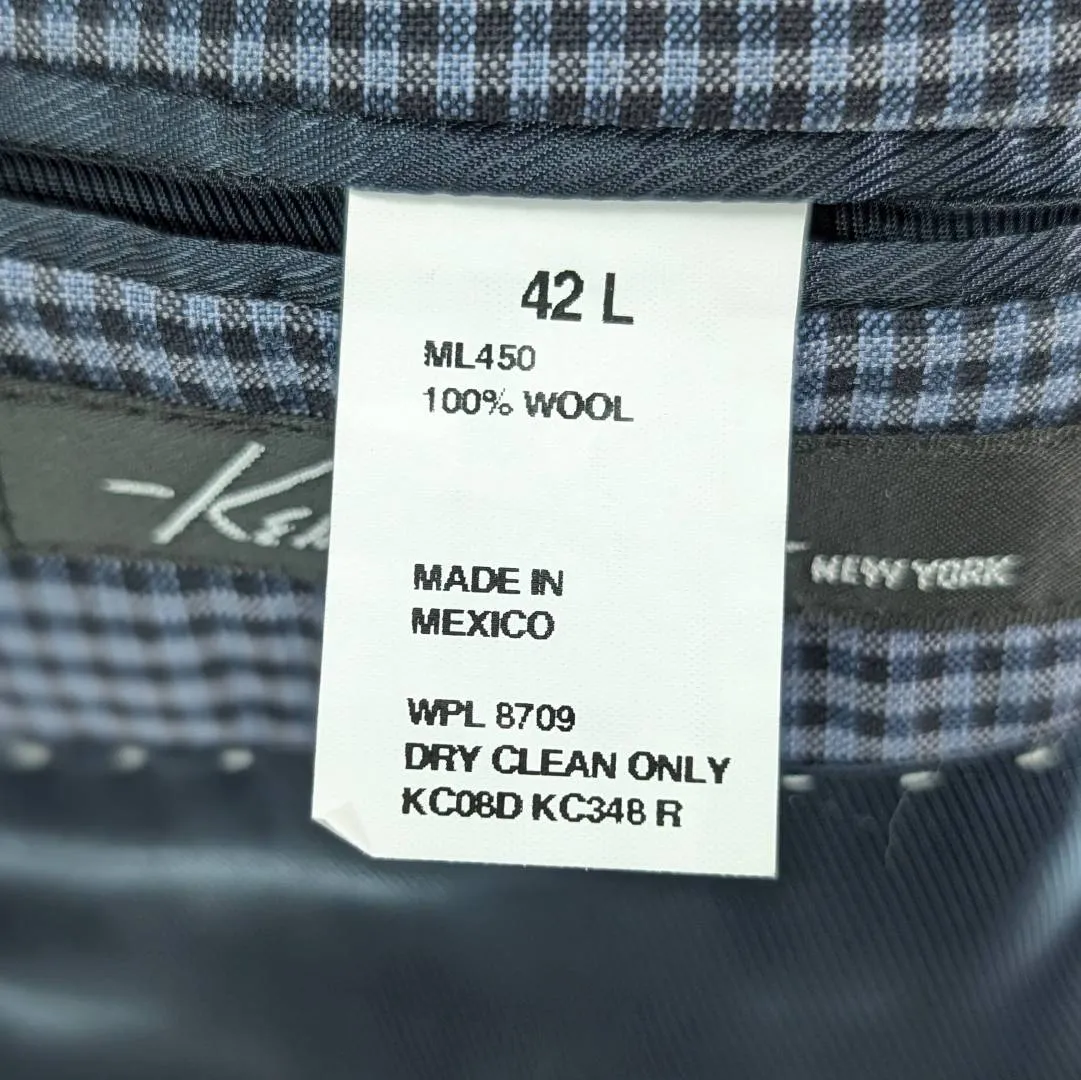 42 L
ML450
100% WOOL
NEW YORK
MADE IN
MEXICO
WPL 8709
DRY CLEAN ONLY
KC08D KC348 R